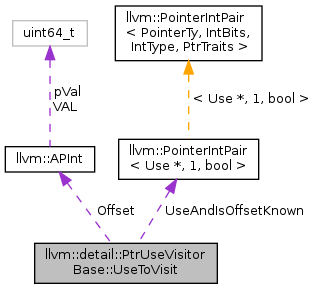 uint64_t
llvm::PointerIntPair
< PointerTy, IntBits,
IntType, PtrTraits >
pVal
VAL
< Use *, 1, bool >
llvm::APInt
llvm::PointerIntPair
< Use *, 1, bool >
Offset
UseAndIsOffsetKnown
llvm::detail::PtrUseVisitor
Base::UseToVisit